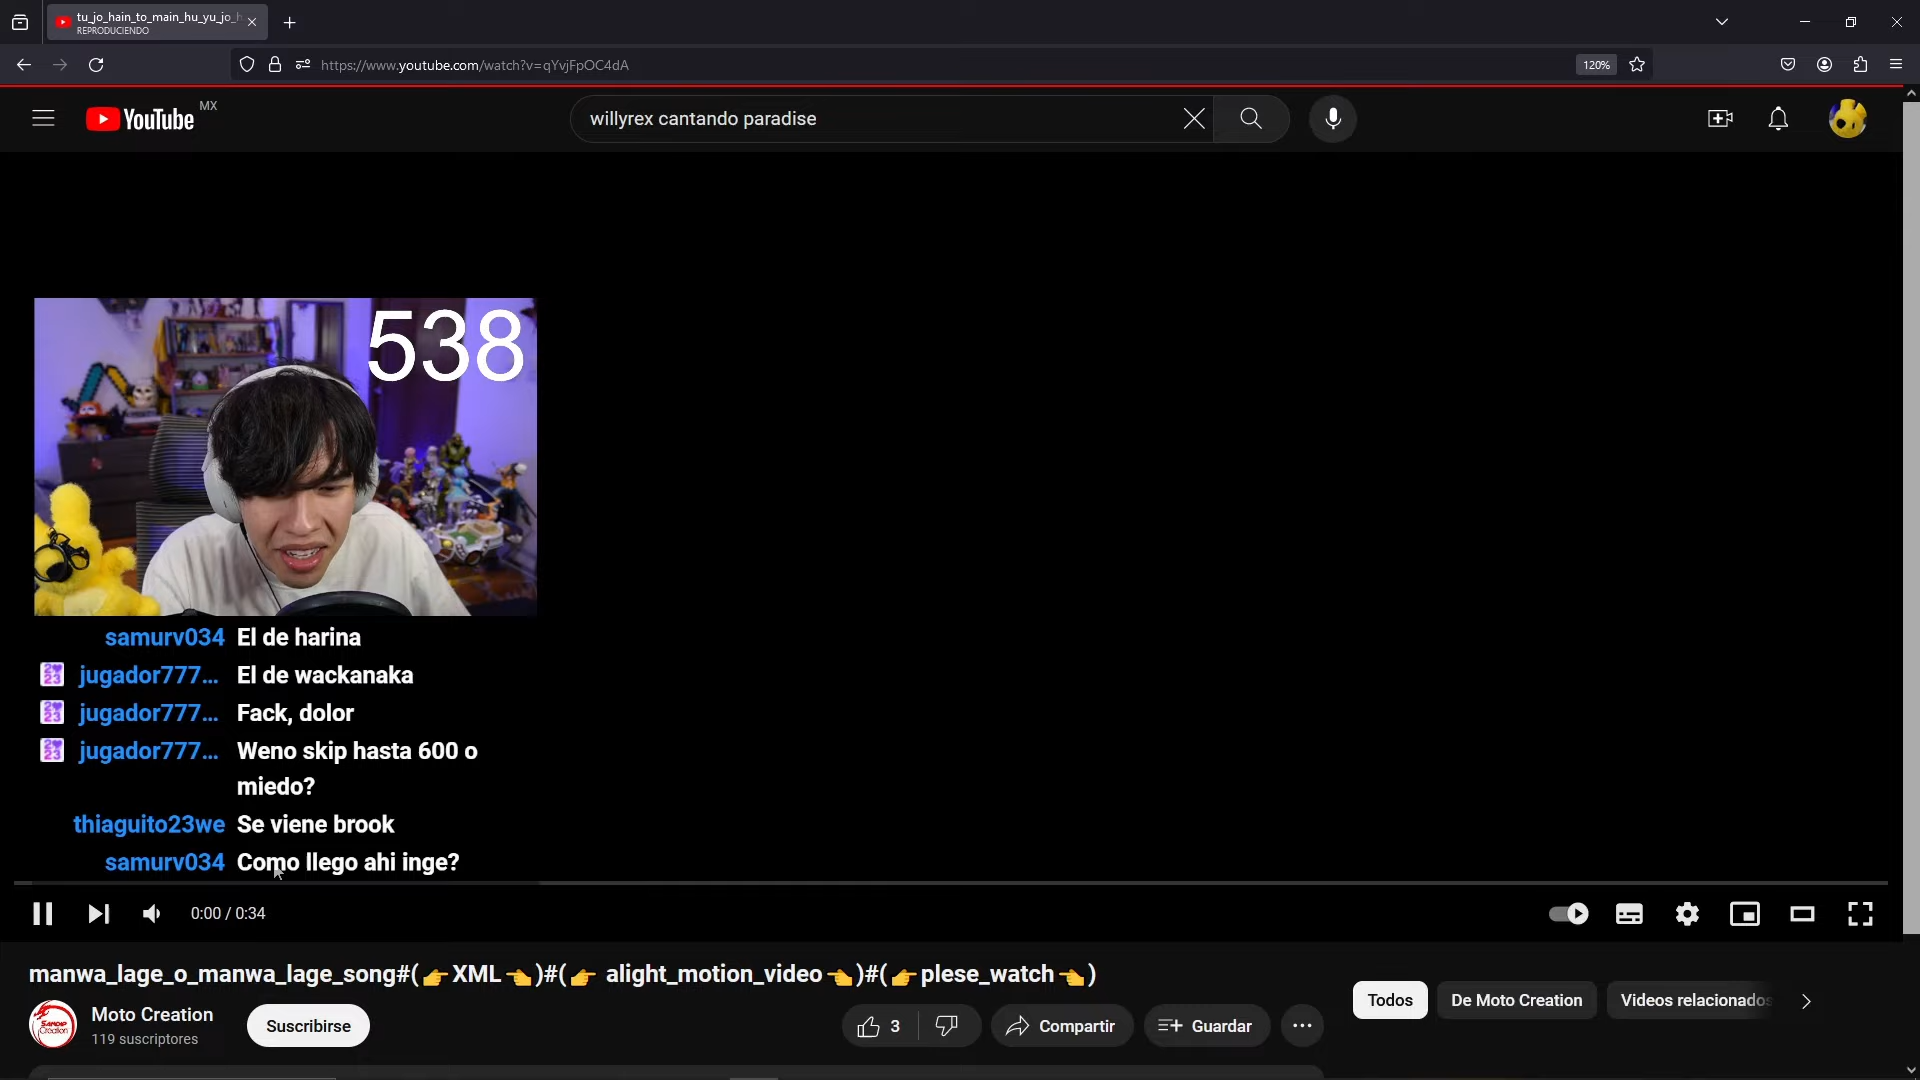 tu_jo_hain_to_main_hu_yu_jo_h
REPRODUCIENDO
https://www.youtube.com/watch?v=qYvjFpOC4dA
120%
YouTube MX
willyrex cantando paradise
538
samurv034 El de harina
jugador777... El de wackanaka
jugador777... Fack, dolor
jugador777... Weno skip hasta 600 o
miedo?
thiaguito23we Se viene brook
samurv034 Como llego ahi inge?
0:00 / 0:34
manwa_lage_o_manwa_lage_song#(👉XML👈)#(👉 alight_motion_video👈)#(👉plese_watch👈)
Moto Creation
119 suscriptores
Suscribirse
3
Compartir
Guardar
Todos
De Moto Creation
Videos relacionados